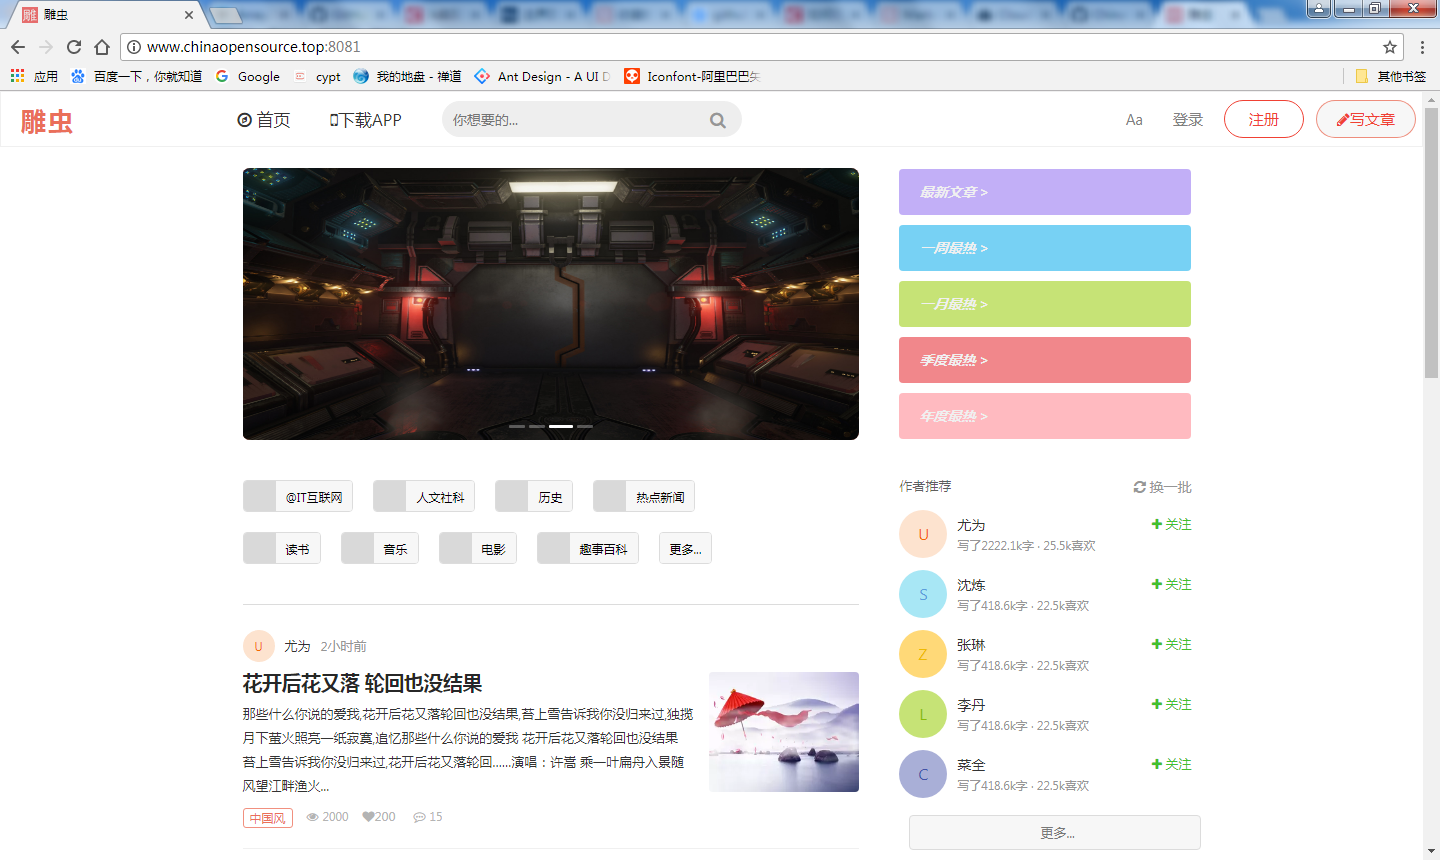 雕虫
www.chinaopensource.top:8081
应用 百度一下，你就知道 Google cypt 我的地盘 - 禅道 Ant Design - A UI D Iconfont-阿里巴巴矢 其他书签
雕虫 首页 下载APP 你想要的... Aa 登录 注册 写文章
最新文章 >
一周最热 >
一月最热 >
季度最热 >
年度最热 >
@IT互联网 人文社科 历史 热点新闻
读书 音乐 电影 趣事百科 更多...
尤为 2小时前
花开后花又落 轮回也没结果
那些什么你说的爱我,花开后花又落轮回也没结果,苔上雪告诉我你没归来过,独揽
月下萤火照亮一纸寂寞,追忆那些什么你说的爱我 花开后花又落轮回也没结果
苔上雪告诉我你没归来过,花开后花又落轮回......演唱：许嵩 乘一叶扁舟入景随
风望江畔渔火...
中国风 2000 200 15
作者推荐 换一批
U 尤为 关注
写了2222.1k字 · 25.5k喜欢
S 沈炼 关注
写了418.6k字 · 22.5k喜欢
Z 张琳 关注
写了418.6k字 · 22.5k喜欢
L 李丹 关注
写了418.6k字 · 22.5k喜欢
C 菜全 关注
写了418.6k字 · 22.5k喜欢
更多...